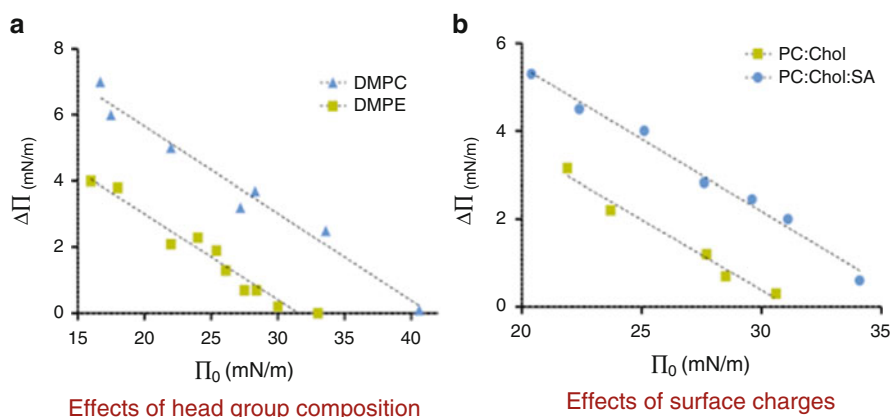 a
8
6
4
2
0
ΔΠ (mN/m)
DMPC
DMPE
15 20 25 30 35 40
Π0 (mN/m)
Effects of head group composition
b
6
4
2
0
ΔΠ (mN/m)
PC:Chol
PC:Chol:SA
20 25 30 35
Π0 (mN/m)
Effects of surface charges